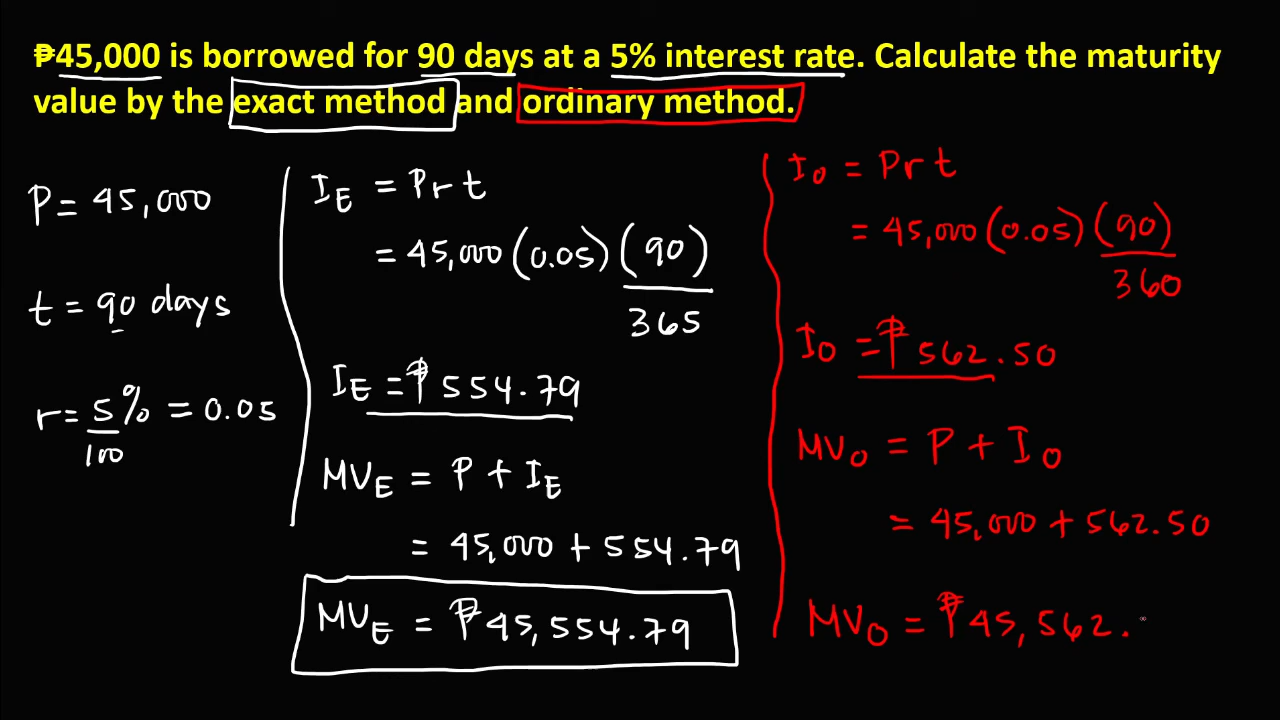 ₱45,000 is borrowed for 90 days at a 5% interest rate. Calculate the maturity
value by the exact method and ordinary method.
P = 45,000
t = 90 days
r = 5% = 0.05
100
I_E = Prt
= 45,000 (0.05) (90)
365
I_E = ₱554.79
MV_E = P + I_E
= 45,000 + 554.79
MV_E = ₱45,554.79
I_O = Prt
= 45,000 (0.05) (90)
360
I_O = ₱562.50
MV_O = P + I_O
= 45,000 + 562.50
MV_O = ₱45,562.